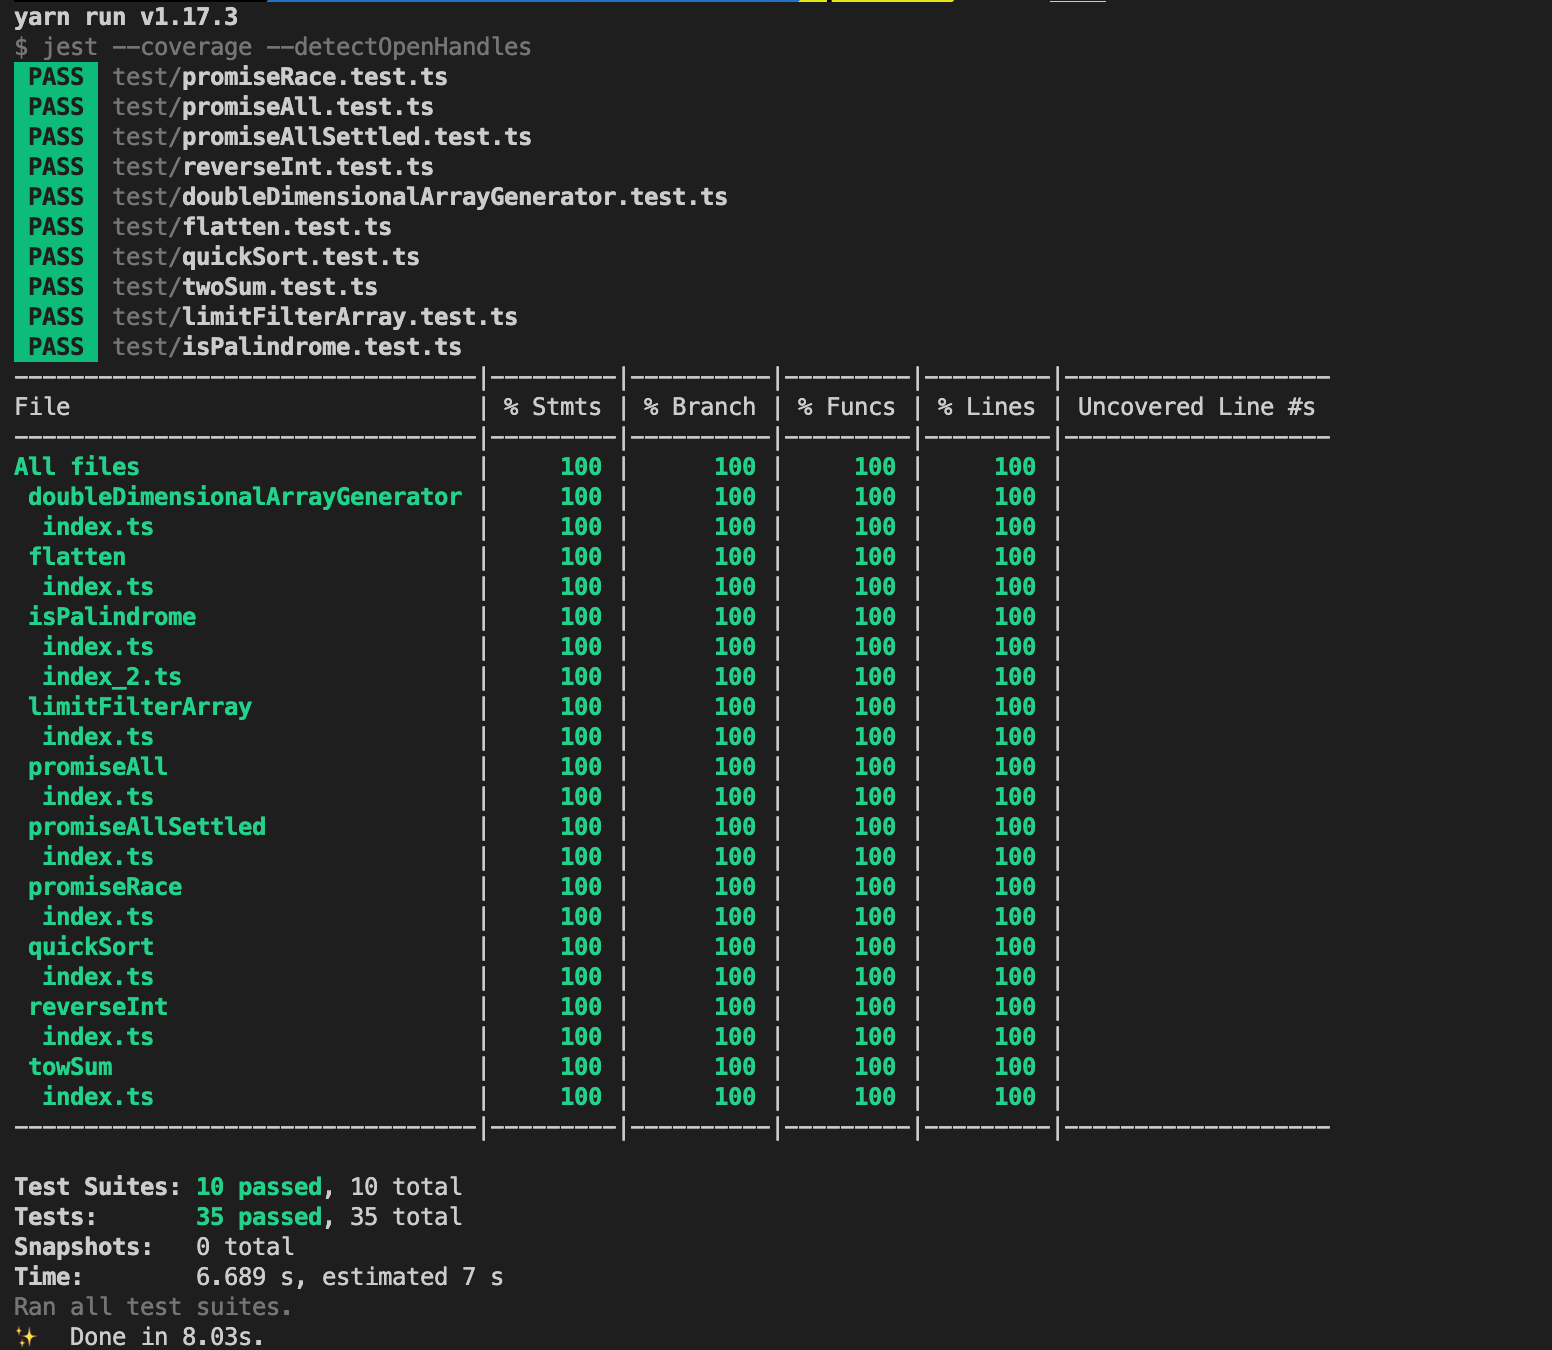 yarn run v1.17.3
$ jest --coverage --detectOpenHandles
PASS test/promiseRace.test.ts
PASS test/promiseAll.test.ts
PASS test/promiseAllSettled.test.ts
PASS test/reverseInt.test.ts
PASS test/doubleDimensionalArrayGenerator.test.ts
PASS test/flatten.test.ts
PASS test/quickSort.test.ts
PASS test/twoSum.test.ts
PASS test/limitFilterArray.test.ts
PASS test/isPalindrome.test.ts
---------------------------------|---------|----------|---------|---------|-------------------
File | % Stmts | % Branch | % Funcs | % Lines | Uncovered Line #s
---------------------------------|---------|----------|---------|---------|-------------------
All files | 100 | 100 | 100 | 100 |
doubleDimensionalArrayGenerator | 100 | 100 | 100 | 100 |
index.ts | 100 | 100 | 100 | 100 |
flatten | 100 | 100 | 100 | 100 |
index.ts | 100 | 100 | 100 | 100 |
isPalindrome | 100 | 100 | 100 | 100 |
index.ts | 100 | 100 | 100 | 100 |
index_2.ts | 100 | 100 | 100 | 100 |
limitFilterArray | 100 | 100 | 100 | 100 |
index.ts | 100 | 100 | 100 | 100 |
promiseAll | 100 | 100 | 100 | 100 |
index.ts | 100 | 100 | 100 | 100 |
promiseAllSettled | 100 | 100 | 100 | 100 |
index.ts | 100 | 100 | 100 | 100 |
promiseRace | 100 | 100 | 100 | 100 |
index.ts | 100 | 100 | 100 | 100 |
quickSort | 100 | 100 | 100 | 100 |
index.ts | 100 | 100 | 100 | 100 |
reverseInt | 100 | 100 | 100 | 100 |
index.ts | 100 | 100 | 100 | 100 |
towSum | 100 | 100 | 100 | 100 |
index.ts | 100 | 100 | 100 | 100 |
---------------------------------|---------|----------|---------|---------|-------------------
Test Suites: 10 passed, 10 total
Tests: 35 passed, 35 total
Snapshots: 0 total
Time: 6.689 s, estimated 7 s
Ran all test suites.
✨ Done in 8.03s.